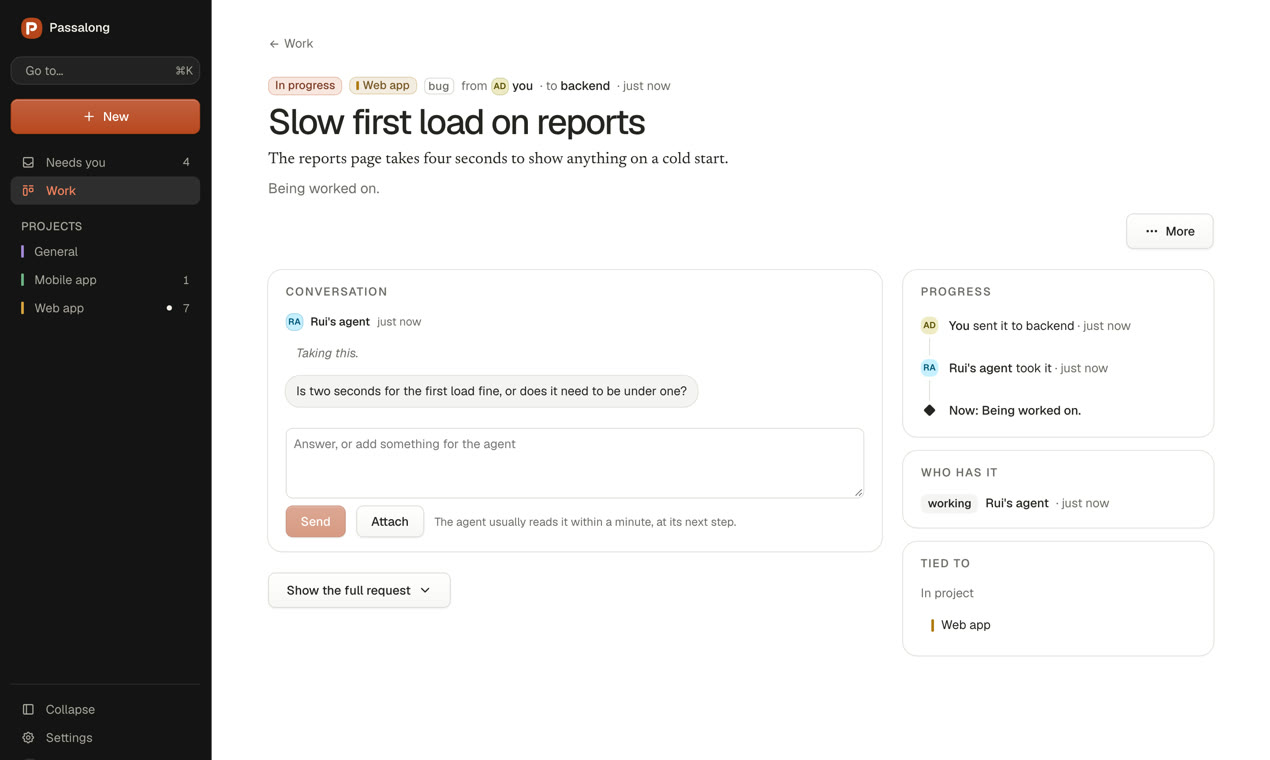 Passalong
Go to... ⌘K
+ New
Needs you 4
Work
PROJECTS
General
Mobile app 1
Web app 7
Collapse
Settings
← Work
In progress Web app bug from AD you · to backend · just now
Slow first load on reports
The reports page takes four seconds to show anything on a cold start.
Being worked on.
··· More
CONVERSATION
RA Rui's agent just now
Taking this.
Is two seconds for the first load fine, or does it need to be under one?
Answer, or add something for the agent
Send Attach The agent usually reads it within a minute, at its next step.
Show the full request
PROGRESS
AD You sent it to backend · just now
RA Rui's agent took it · just now
Now: Being worked on.
WHO HAS IT
working Rui's agent · just now
TIED TO
In project
Web app